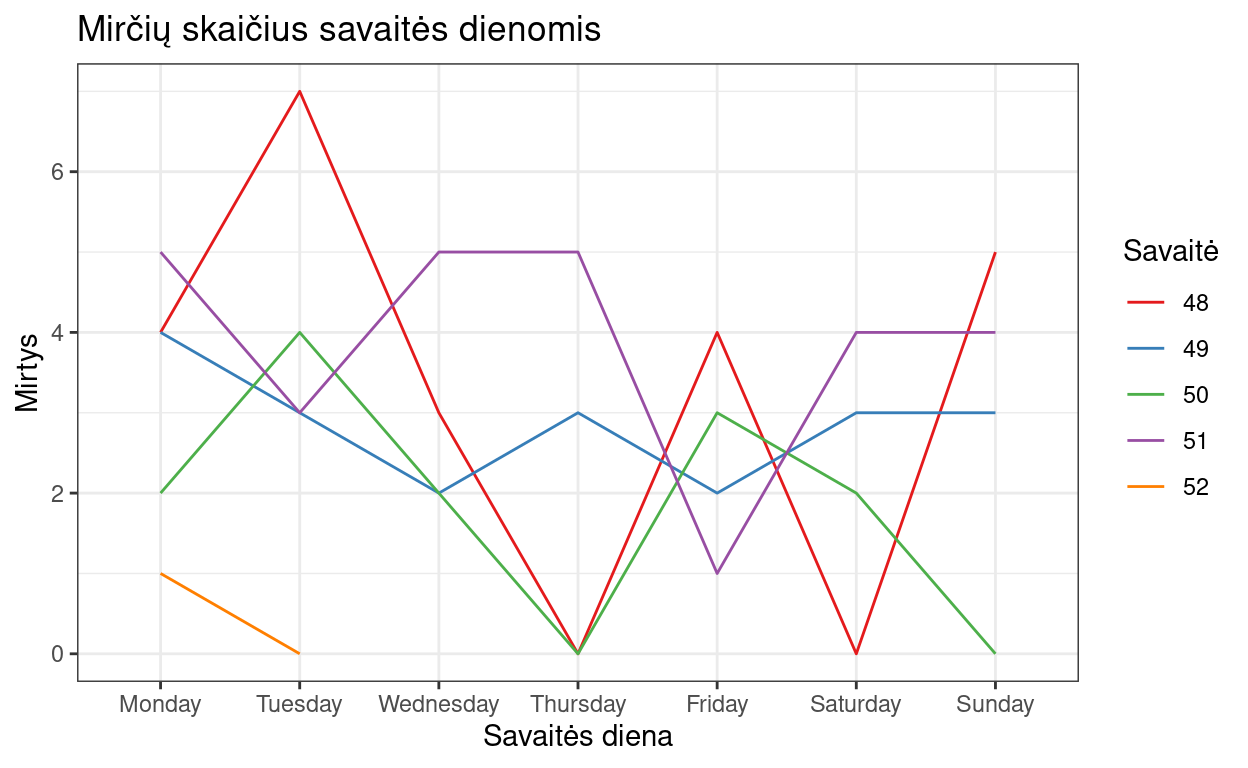 Mirčių skaičius savaitės dienomis
Mirtys
6
4
2
0
Monday Tuesday Wednesday Thursday Friday Saturday Sunday
Savaitės diena
Savaitė
48
49
50
51
52